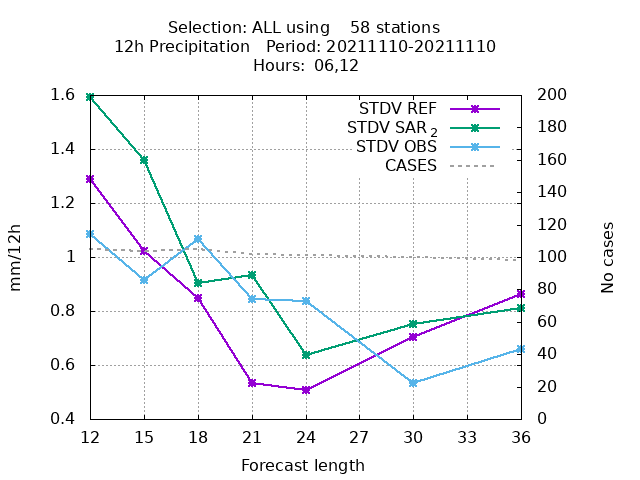 Selection: ALL using    58 stations
12h Precipitation   Period: 20211110-20211110
Hours:  06,12
STDV REF
STDV SAR 2
STDV OBS
CASES
1.6
1.4
1.2
1
0.8
0.6
0.4
mm/12h
200
180
160
140
120
100
80
60
40
20
0
No cases
12 15 18 21 24 27 30 33 36
Forecast length